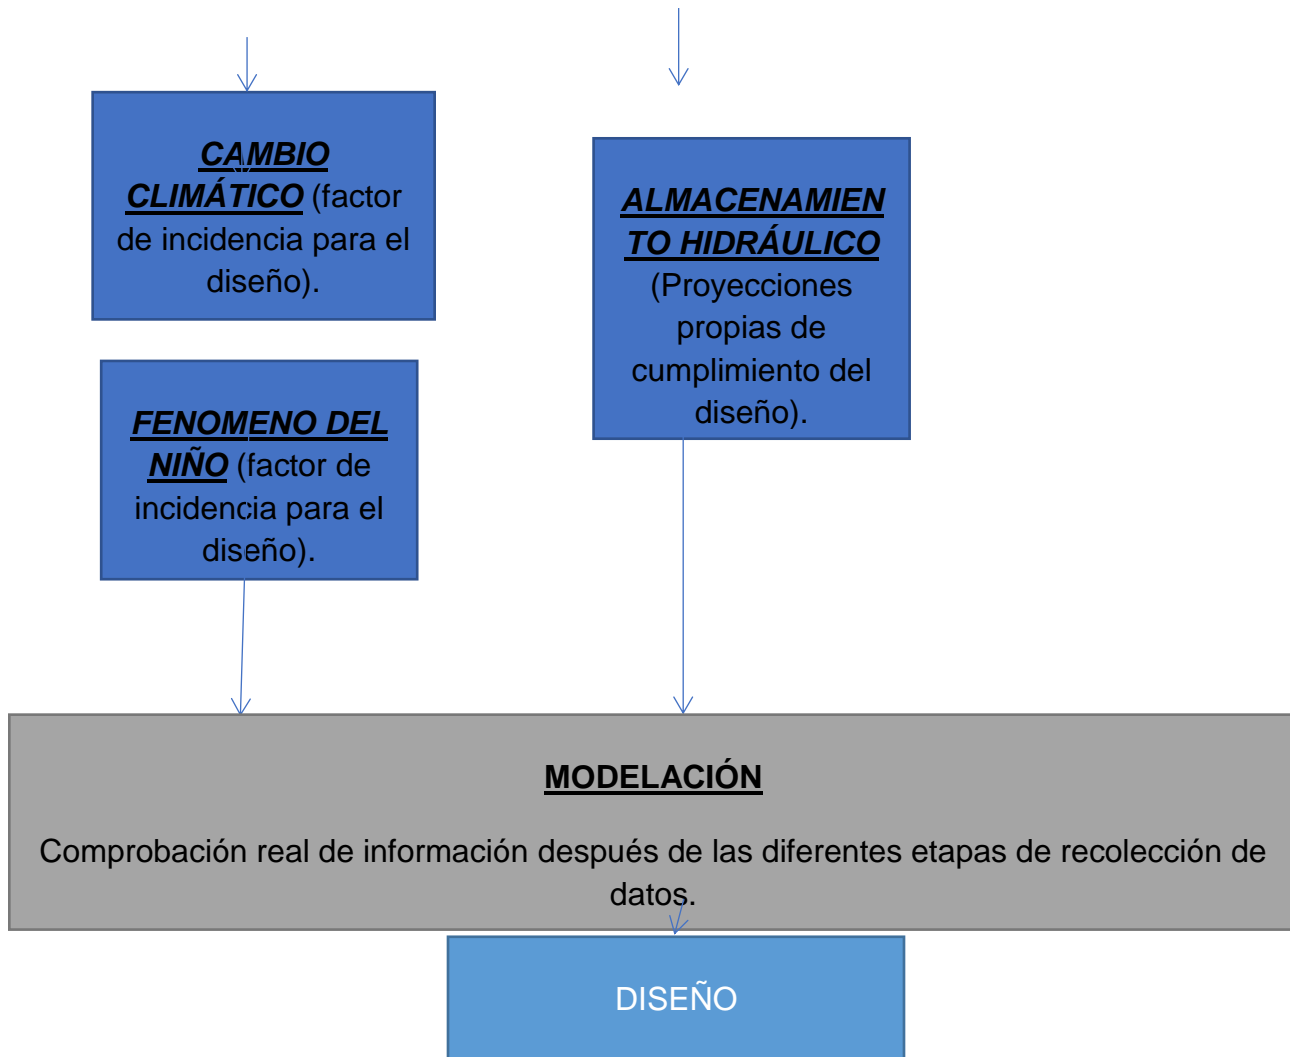 CAMBIO
CLIMÁTICO (factor
de incidencia para el
diseño).
FENOMENO DEL
NIÑO (factor de
incidencia para el
diseño).
ALMACENAMIEN
TO HIDRÁULICO
(Proyecciones
propias de
cumplimiento del
diseño).
MODELACIÓN
Comprobación real de información después de las diferentes etapas de recolección de
datos.
DISEÑO